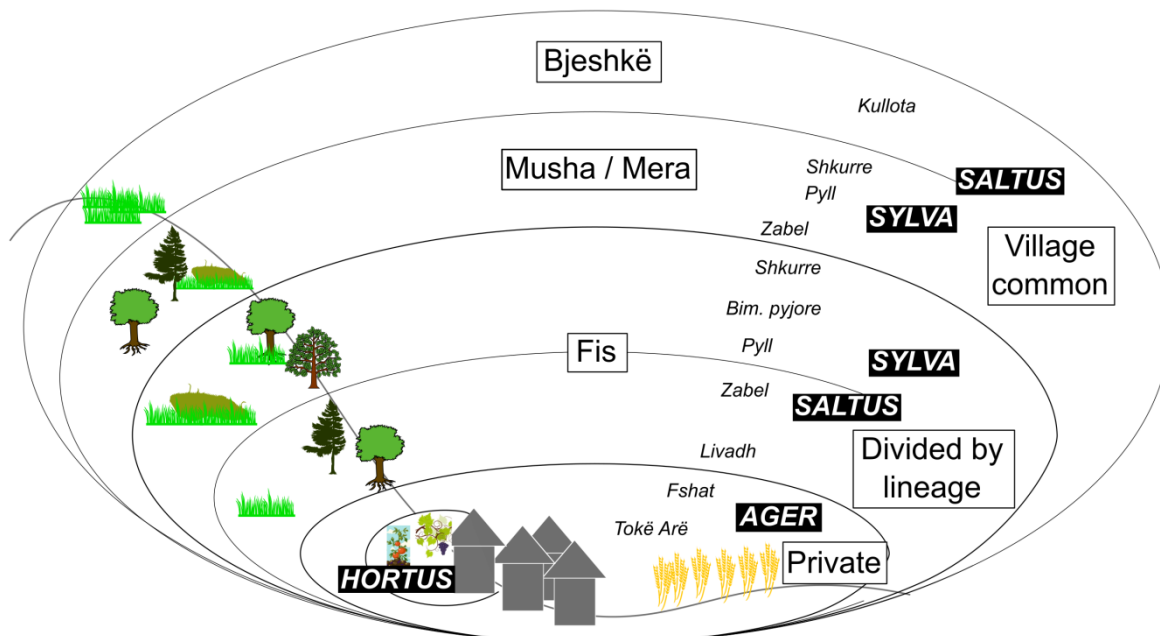 Bjeshkë
Kullota
Musha / Mera
Shkurre
SALTUS
Pyll
SYLVA
Zabel
Village
common
Shkurre
Bim. pyjore
Pyll
Fis
SYLVA
Zabel
SALTUS
Livadh
Divided by
lineage
Fshat
AGER
Tokë Arë
Private
HORTUS